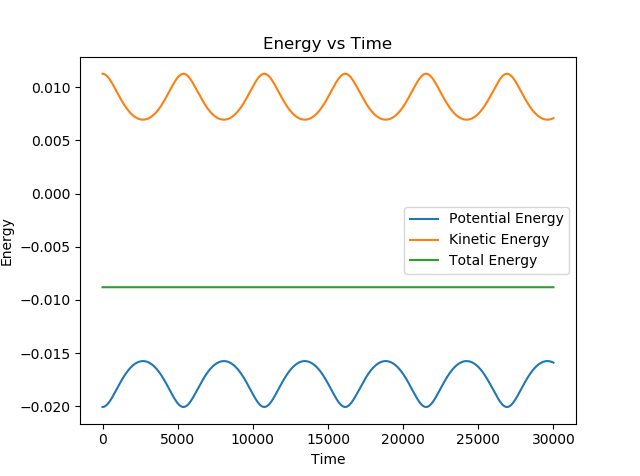 Energy vs Time
0.010
0.005
0.000
−0.005
−0.010
−0.015
−0.020
Energy
Potential Energy
Kinetic Energy
Total Energy
0 5000 10000 15000 20000 25000 30000
Time